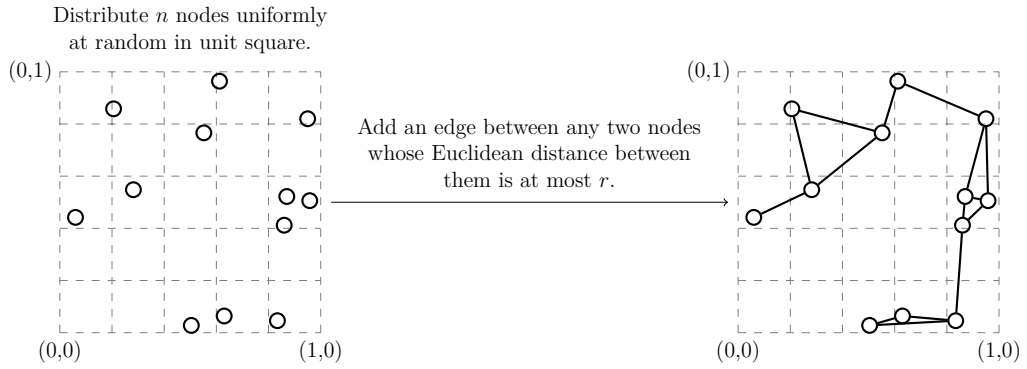 Distribute n nodes uniformly
at random in unit square.
(0,1)
(0,0)
(1,0)
Add an edge between any two nodes
whose Euclidean distance between
them is at most r.
(0,1)
(0,0)
(1,0)